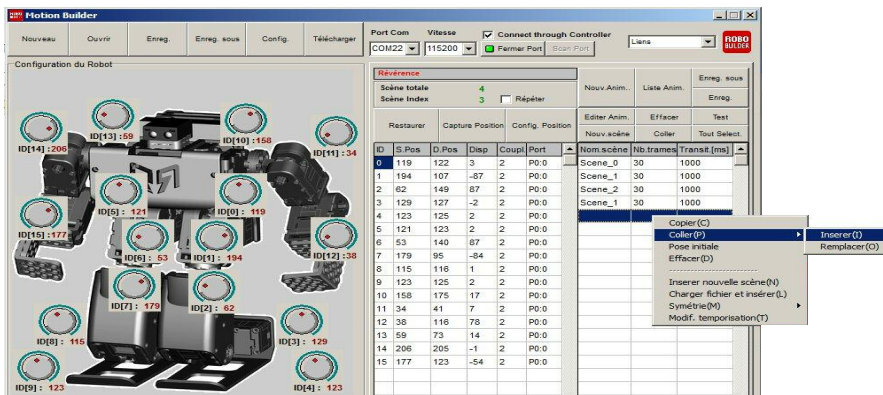 Motion Builder
Nouveau Ouvrir Enreg. Enreg. sous Config. Télécharger
Port Com Vitesse Connect through Controller
COM22 115200 Fermer Port Scan Port Liens ROBO BUILDER
Configuration du Robot
ID[14] :206
ID[13] :59
ID[10] :158
ID[11] :34
ID[5] : 121
ID[0] : 119
ID[15] :177
ID[6] : 53
ID[1] : 194
ID[12] :38
ID[7] : 179
ID[2] : 62
ID[8] : 115
ID[3] : 129
ID[9] : 123
ID[4] : 123
Révérence
Scène totale 4
Scène Index 3 Répéter
Restaurer Capture Position Config. Position
Nouv.Anim.. Liste Anim. Enreg. sous
Enreg.
Editer Anim. Effacer Test
Nouv.scène Coller Tout Select.
ID S.Pos D.Pos Disp Coupl. Port
0 119 122 3 2 P0:0
1 194 107 -87 2 P0:0
2 62 149 87 2 P0:0
3 129 127 -2 2 P0:0
4 123 125 2 2 P0:0
5 121 123 2 2 P0:0
6 53 140 87 2 P0:0
7 179 95 -84 2 P0:0
8 115 116 1 2 P0:0
9 123 125 2 2 P0:0
10 158 175 17 2 P0:0
11 34 41 7 2 P0:0
12 38 116 78 2 P0:0
13 59 73 14 2 P0:0
14 206 205 -1 2 P0:0
15 177 123 -54 2 P0:0
Nom.scène Nb.trames Transit.[ms]
Scene_0 30 1000
Scene_1 30 1000
Scene_2 30 1000
Scene_1 30 1000
Copier(C)
Coller(P)
Pose initiale
Effacer(D)
Inserer nouvelle scène(N)
Charger fichier et insérer(L)
Symétrie(M)
Modif. temporisation(T)
Inserer(I)
Remplacer(O)